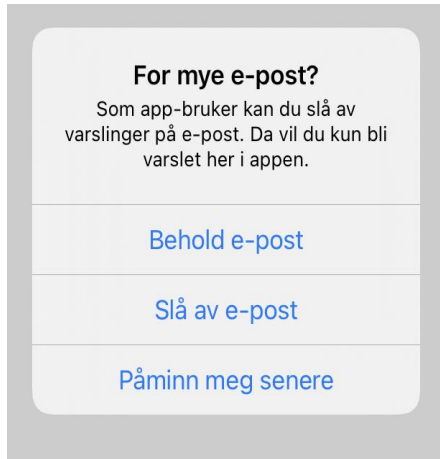 For mye e-post?
Som app-bruker kan du slå av
varslinger på e-post. Da vil du kun bli
varslet her i appen.
Behold e-post
Slå av e-post
Påminn meg senere